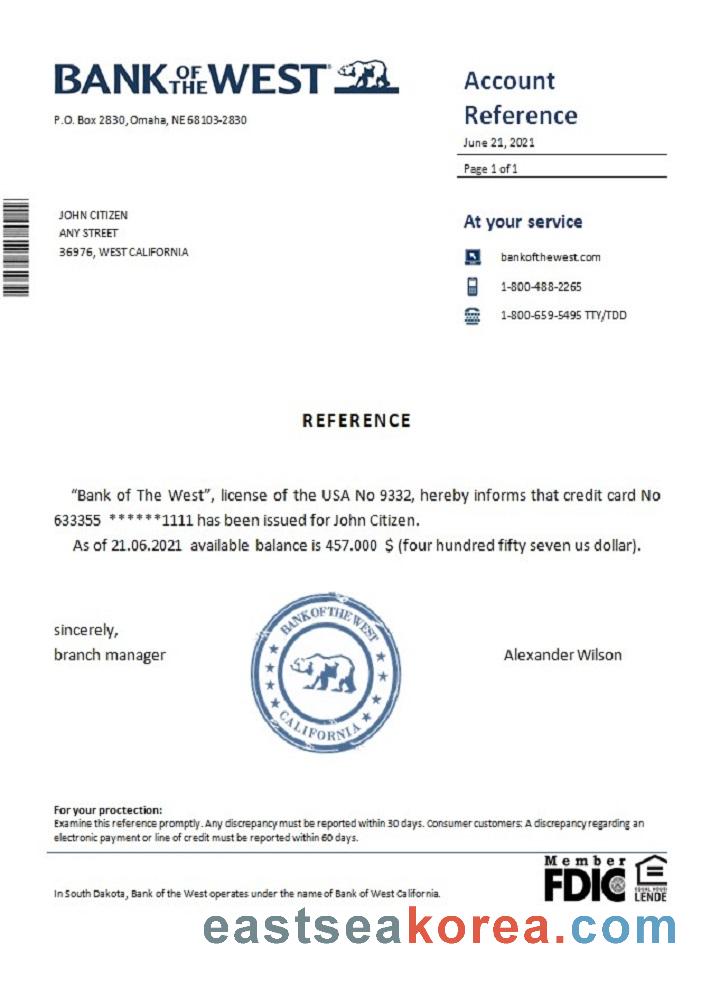 BANK OF THE WEST
P.O. Box 2830, Omaha, NE 68103-2830
Account
Reference
June 21, 2021
Page 1 of 1
JOHN CITIZEN
ANY STREET
36976, WEST CALIFORNIA
At your service
bankofthewest.com
1-800-488-2265
1-800-659-5495 TTY/TDD
REFERENCE
“Bank of The West”, license of the USA No 9332, hereby informs that credit card No
633355 ******1111 has been issued for John Citizen.
As of 21.06.2021 available balance is 457.000 $ (four hundred fifty seven us dollar).
sincerely,
branch manager
BANK OF THE WEST
CALIFORNIA
Alexander Wilson
For your proctection:
Examine this reference promptly. Any discrepancy must be reported within 30 days. Consumer customers: A discrepancy regarding an
electronic payment or line of credit must be reported within 60 days.
In South Dakota, Bank of the West operates under the name of Bank of West California.
Member
FDIC
LENDE
eastseakorea.com